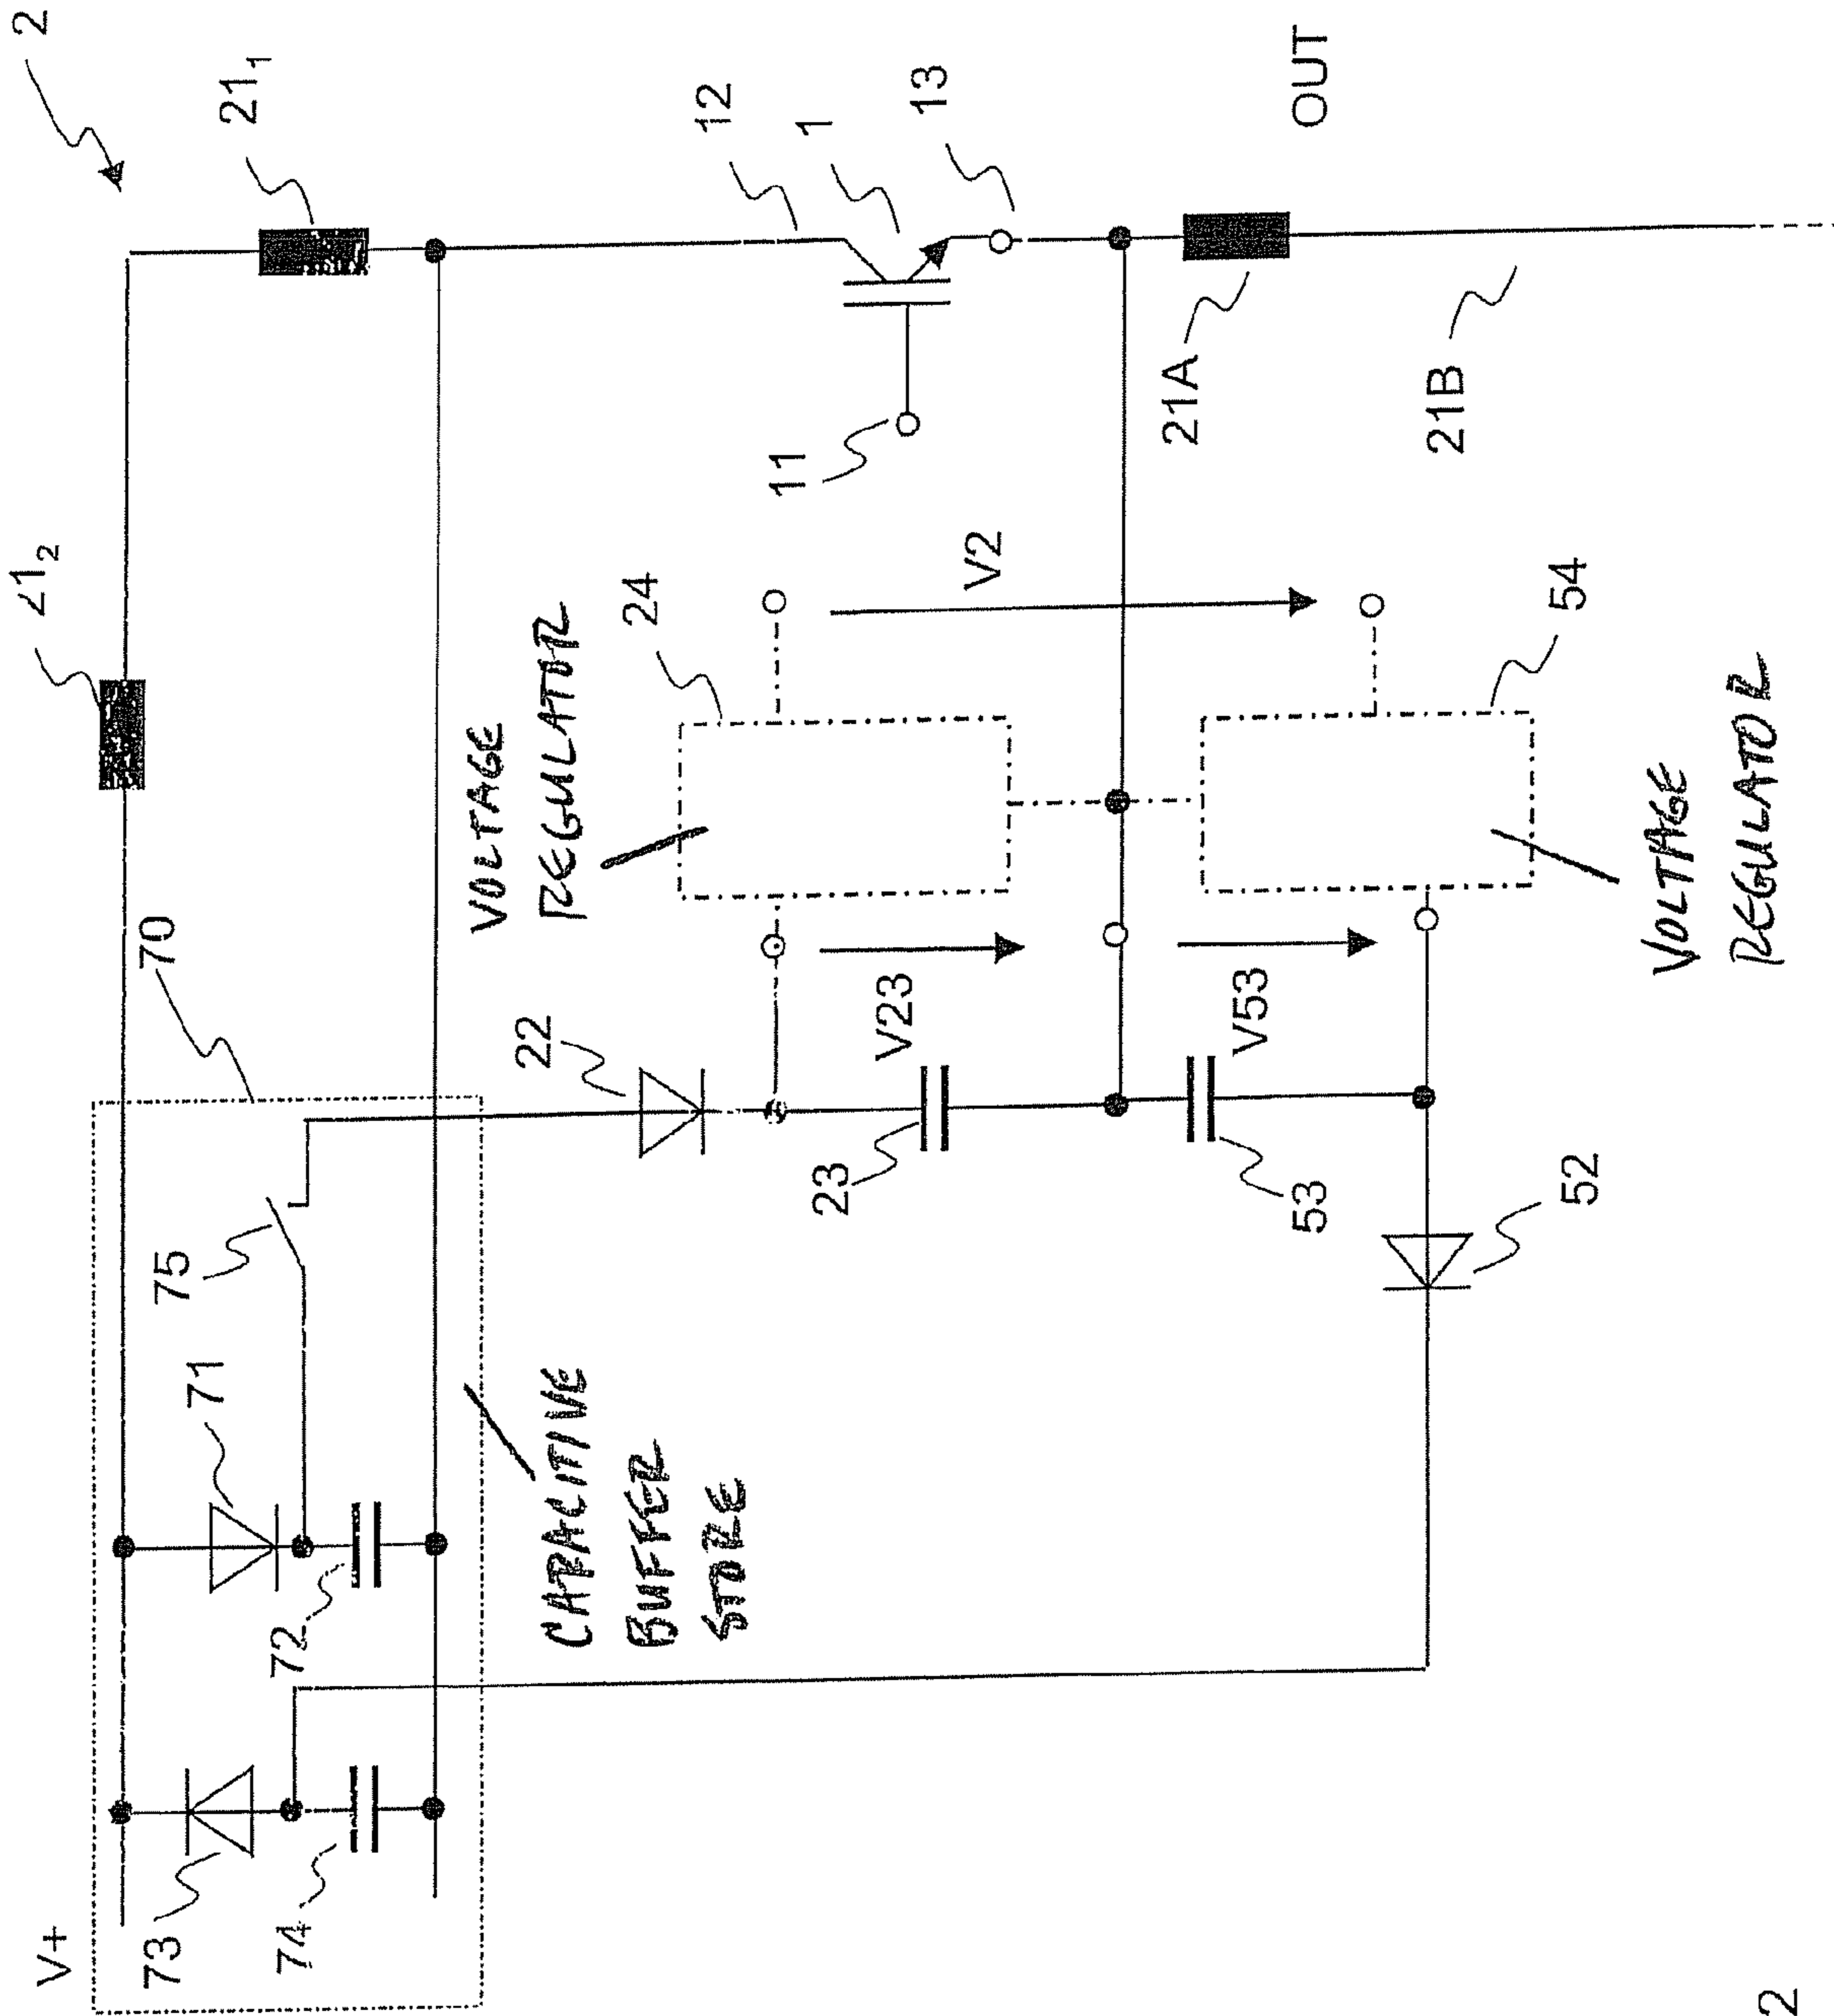 2
21₁
21₂
12
1
13
OUT
11
21A
21B
V2
24
54
VOLTAGE
REGULATOR
VOLTAGE
REGULATOR
70
22
V23
V53
23
53
52
75
71
72
CAPACITIVE
BUFFER
STORE
V+
73
74
2